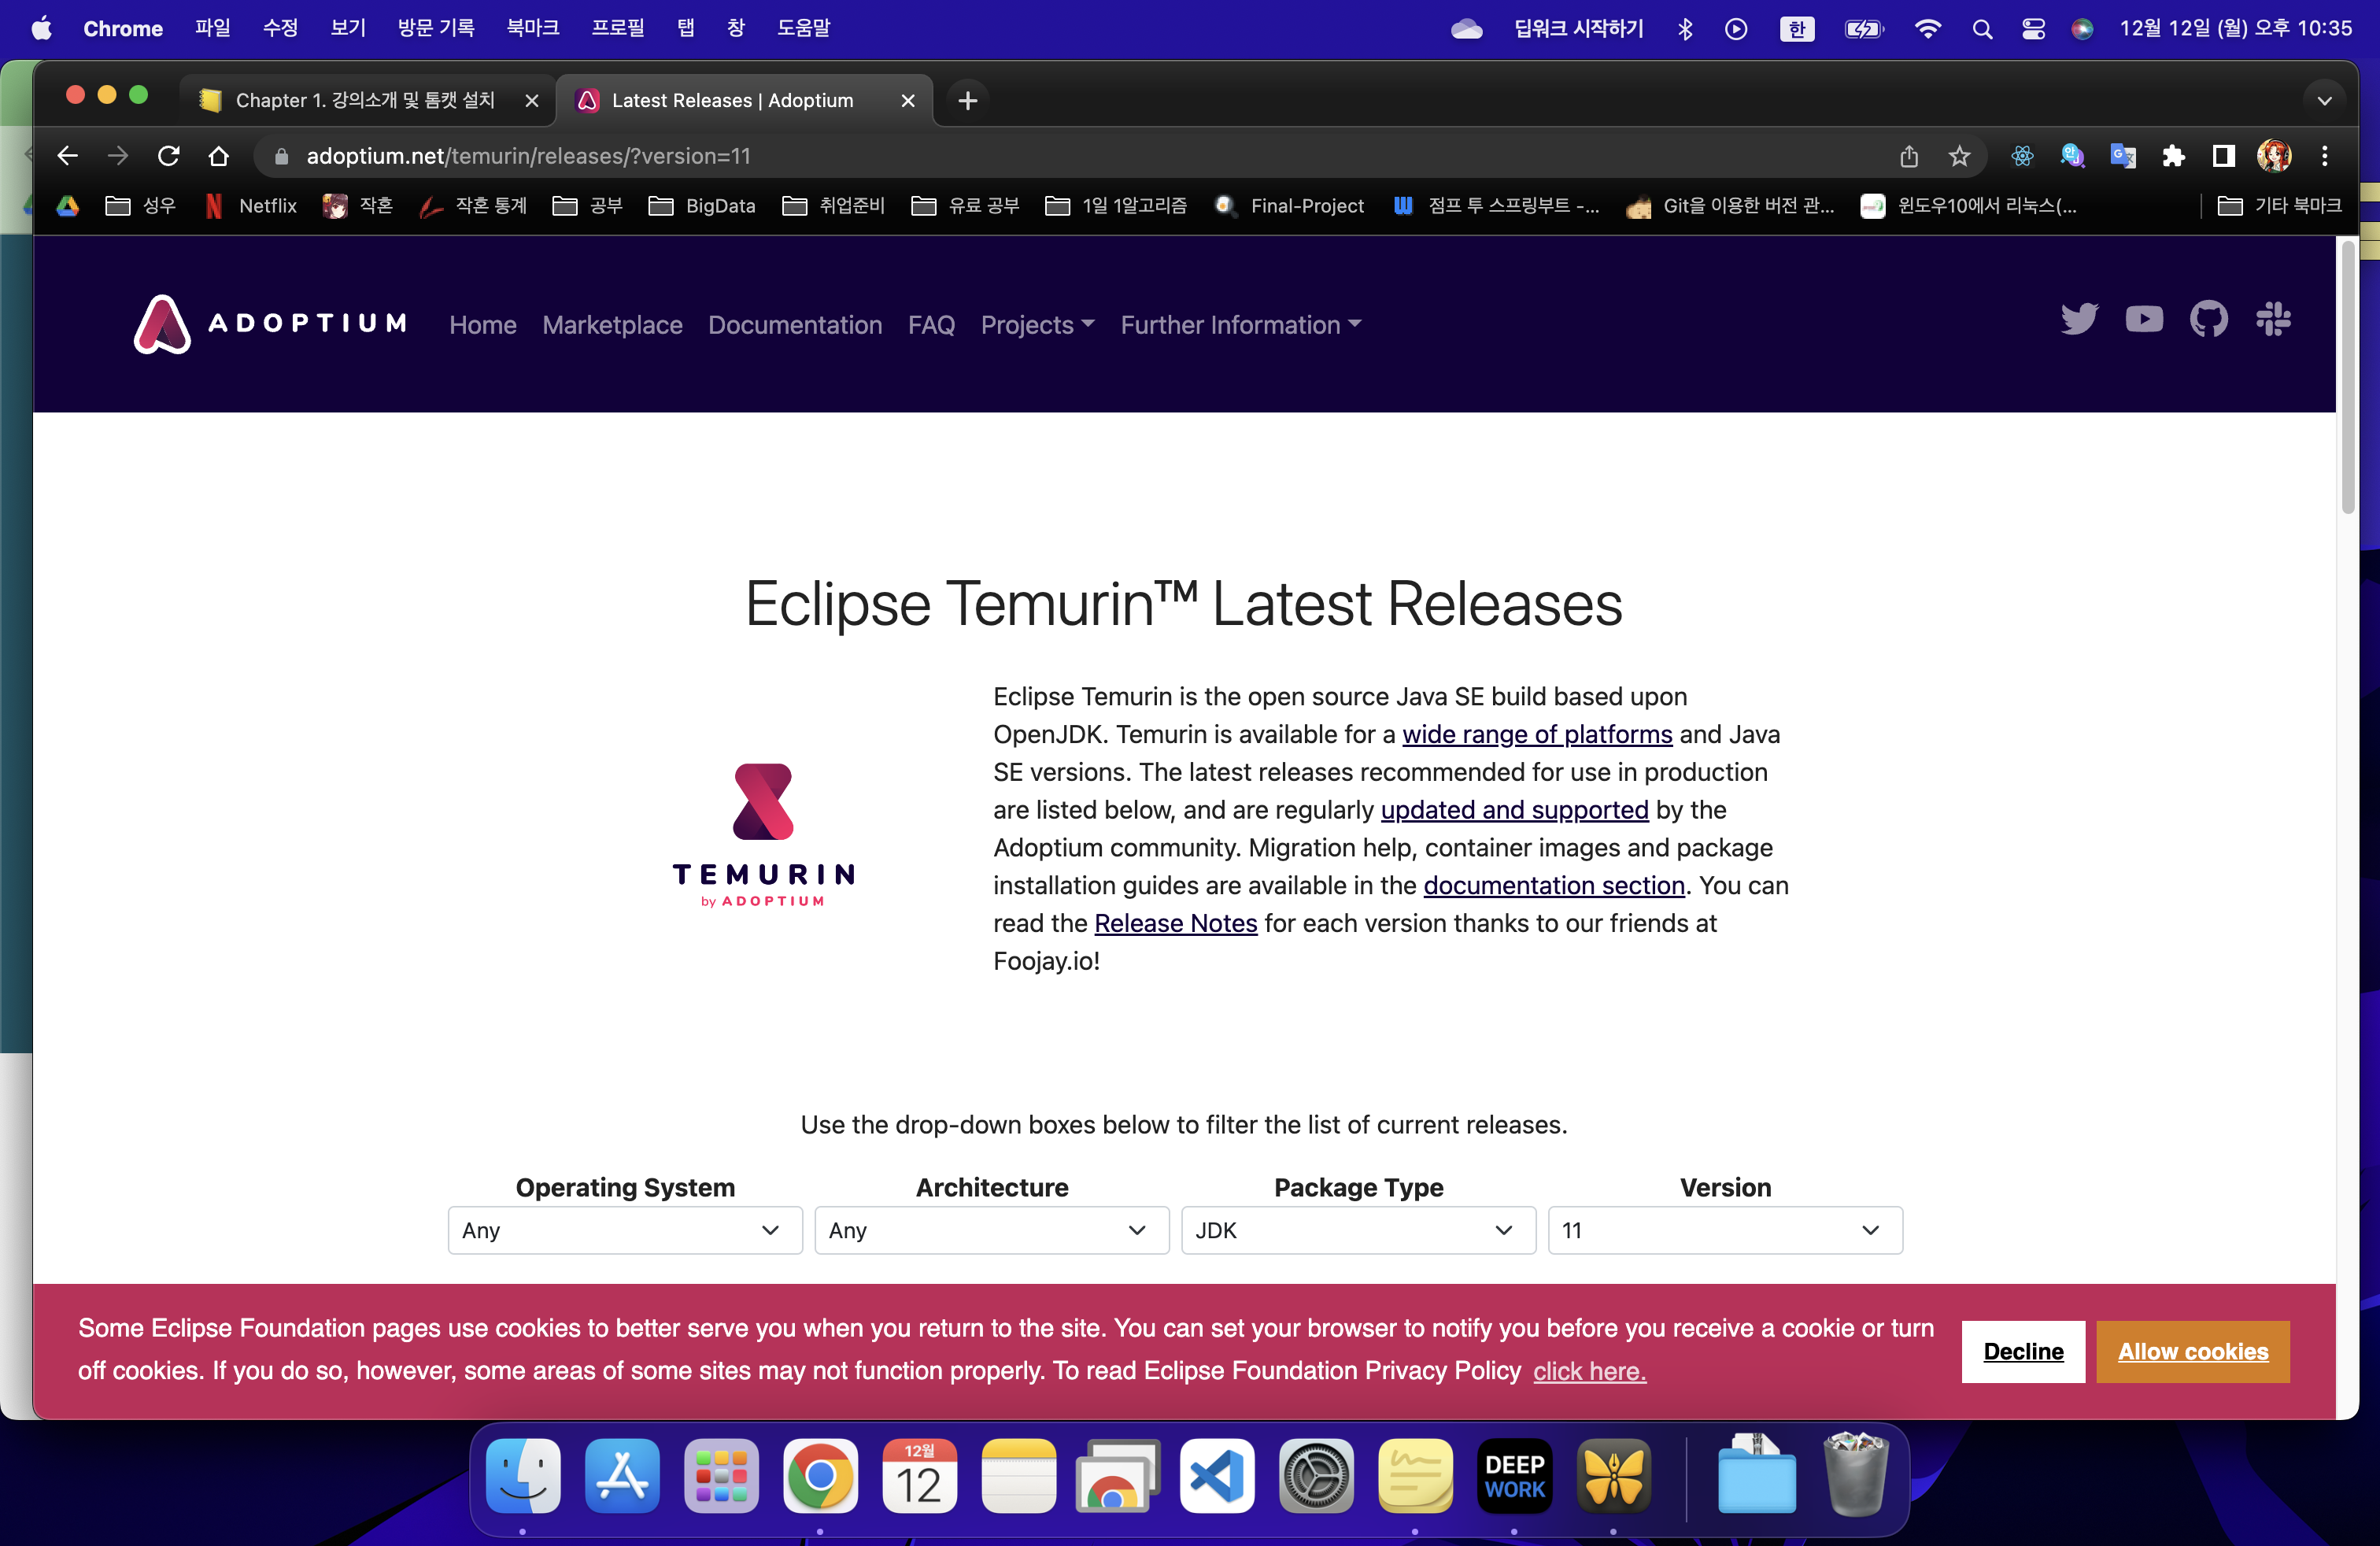 Chrome 파일 수정 보기 방문 기록 북마크 프로필 탭 창 도움말 딥워크 시작하기 한 12월 12일 (월) 오후 10:35
Chapter 1. 강의소개 및 톰캣 설치 Latest Releases | Adoptium
adoptium.net/temurin/releases/?version=11
성우 Netflix 작혼 작혼 통계 공부 BigData 취업준비 유료 공부 1일 1알고리즘 Final-Project 점프 투 스프링부트 -... Git을 이용한 버전 관... 윈도우10에서 리눅스(... 기타 북마크
ADOPTIUM Home Marketplace Documentation FAQ Projects Further Information
Eclipse Temurin™ Latest Releases
Eclipse Temurin is the open source Java SE build based upon
OpenJDK. Temurin is available for a wide range of platforms and Java
SE versions. The latest releases recommended for use in production
are listed below, and are regularly updated and supported by the
Adoptium community. Migration help, container images and package
installation guides are available in the documentation section. You can
read the Release Notes for each version thanks to our friends at
Foojay.io!
TEMURIN
by ADOPTIUM
Use the drop-down boxes below to filter the list of current releases.
Operating System Architecture Package Type Version
Any Any JDK 11
Some Eclipse Foundation pages use cookies to better serve you when you return to the site. You can set your browser to notify you before you receive a cookie or turn
off cookies. If you do so, however, some areas of some sites may not function properly. To read Eclipse Foundation Privacy Policy click here.
Decline Allow cookies
12월
12
DEEP
WORK